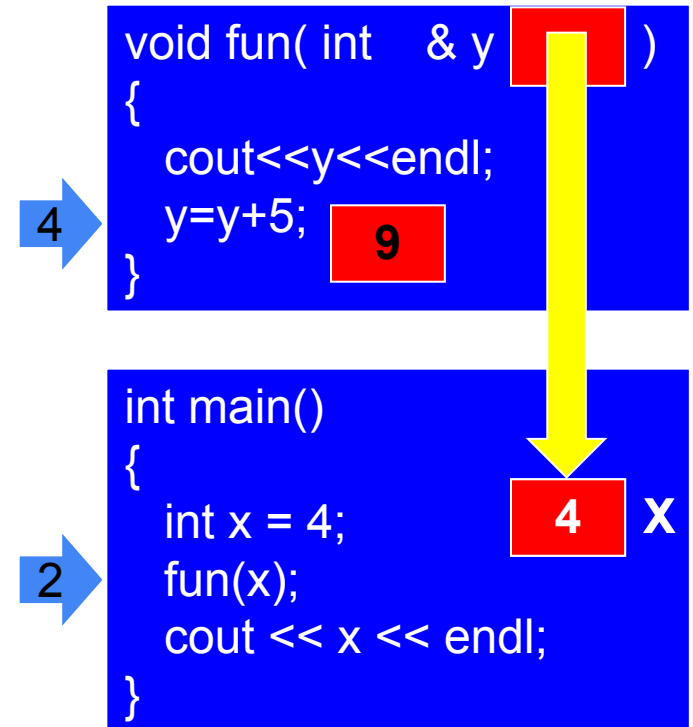 void fun( int & y )
{
cout<<y<<endl;
4 y=y+5; 9
}
int main()
{
int x = 4; 4 X
2 fun(x);
cout << x << endl;
}